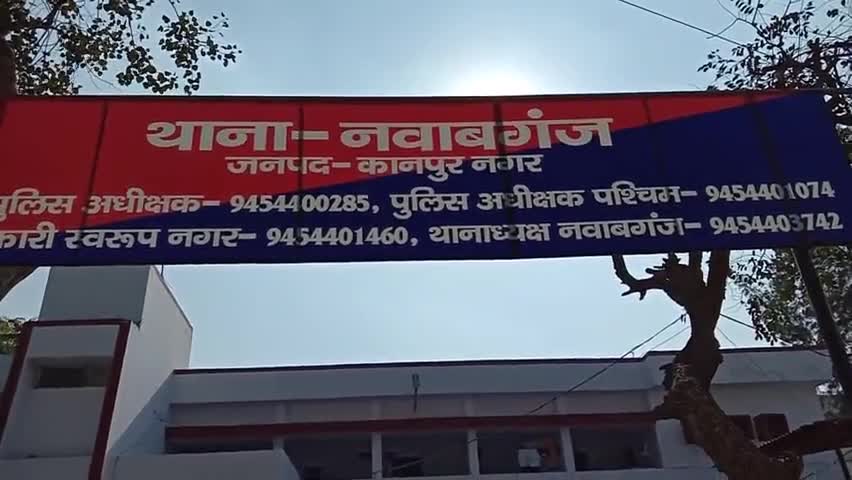 थाना- नवाबगंज
जनपद- कानपुर नगर
पुलिस अधीक्षक- 9454400285, पुलिस अधीक्षक पश्चिम- 9454401074
कारी स्वरूप नगर- 9454401460, थानाध्यक्ष नवाबगंज- 9454403742